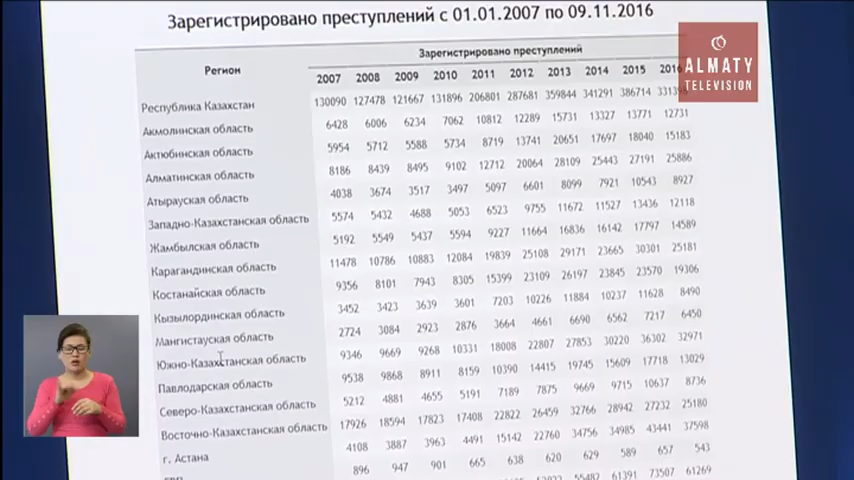 Зарегистрировано преступлений с 01.01.2007 по 09.11.2016
Регион Зарегистрировано преступлений
2007 2008 2009 2010 2011 2012 2013 2014 2015 2016
Республика Казахстан 130090 127478 121667 131896 206801 287681 359844 341291 386714
Акмолинская область 6428 6006 6234 7062 10812 12289 15731 13327 13771 12731
Актюбинская область 5954 5712 5588 5734 8719 13741 20651 17697 18040 15183
Алматинская область 8186 8439 8495 9102 12712 20064 28109 25443 27191 25886
Атырауская область 4038 3674 3517 3497 5097 6601 8099 7921 10543 8927
Западно-Казахстанская область 5574 5432 4688 5053 6523 9755 11672 11527 13436 12118
Жамбылская область 5192 5549 5437 5594 9227 11664 16836 16142 17797 14589
Карагандинская область 11478 10786 10883 12084 19839 25108 29171 23665 30301 25181
Костанайская область 9356 8101 7943 8305 15399 23109 26197 23845 23570 19306
Кызылординская область 3452 3423 3639 3601 7203 10226 11884 10237 11628 8490
Мангистауская область 2724 3084 2923 2876 3664 4661 6690 6562 7217 6450
Южно-Казахстанская область 9346 9669 9268 10331 18008 22807 27853 30220 36302 32971
Павлодарская область 9538 9868 8911 8159 10390 14415 19745 15609 17718 13029
Северо-Казахстанская область 5212 4881 4655 5191 7189 7875 9669 9715 10637 8736
Восточно-Казахстанская область 17926 18594 17823 17408 22822 26459 32766 28942 27232 25180
г. Астана 4108 3887 3963 4491 15142 22760 34756 34985 43441 37598
896 947 901 665 638 620 629 589 657 543
55482 61391 73507 61269
ALMATY
TELEVISION